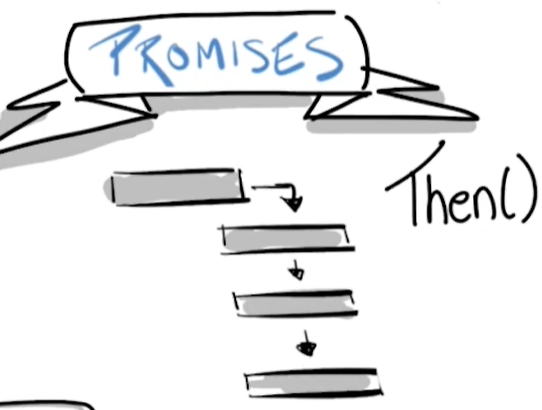 PROMISES
Then()